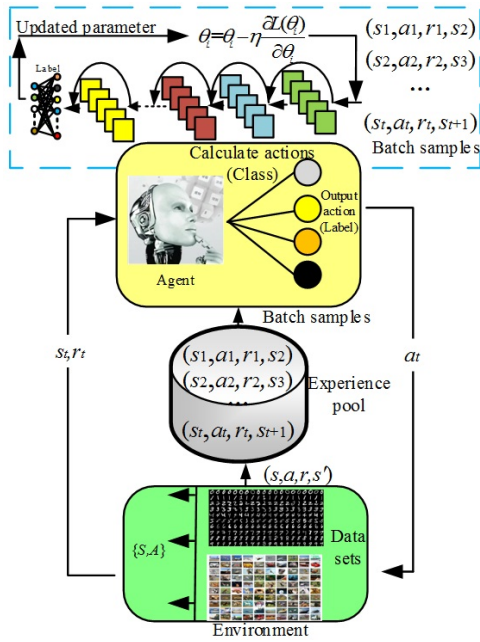 Updated parameter
θᵢ=θᵢ-η ∂L(θᵢ)/∂θᵢ
(s1,a1,r1,s2)
(s2,a2,r2,s3)
...
(st,at,rt,st+1)
Batch samples
Label
Calculate actions
(Class)
Output
action
(Label)
Agent
Batch samples
st,rt
at
(s1,a1,r1,s2)
(s2,a2,r2,s3)
...
(st,at,rt,st+1)
Experience
pool
(s,a,r,s′)
{S,A}
Data
sets
Environment